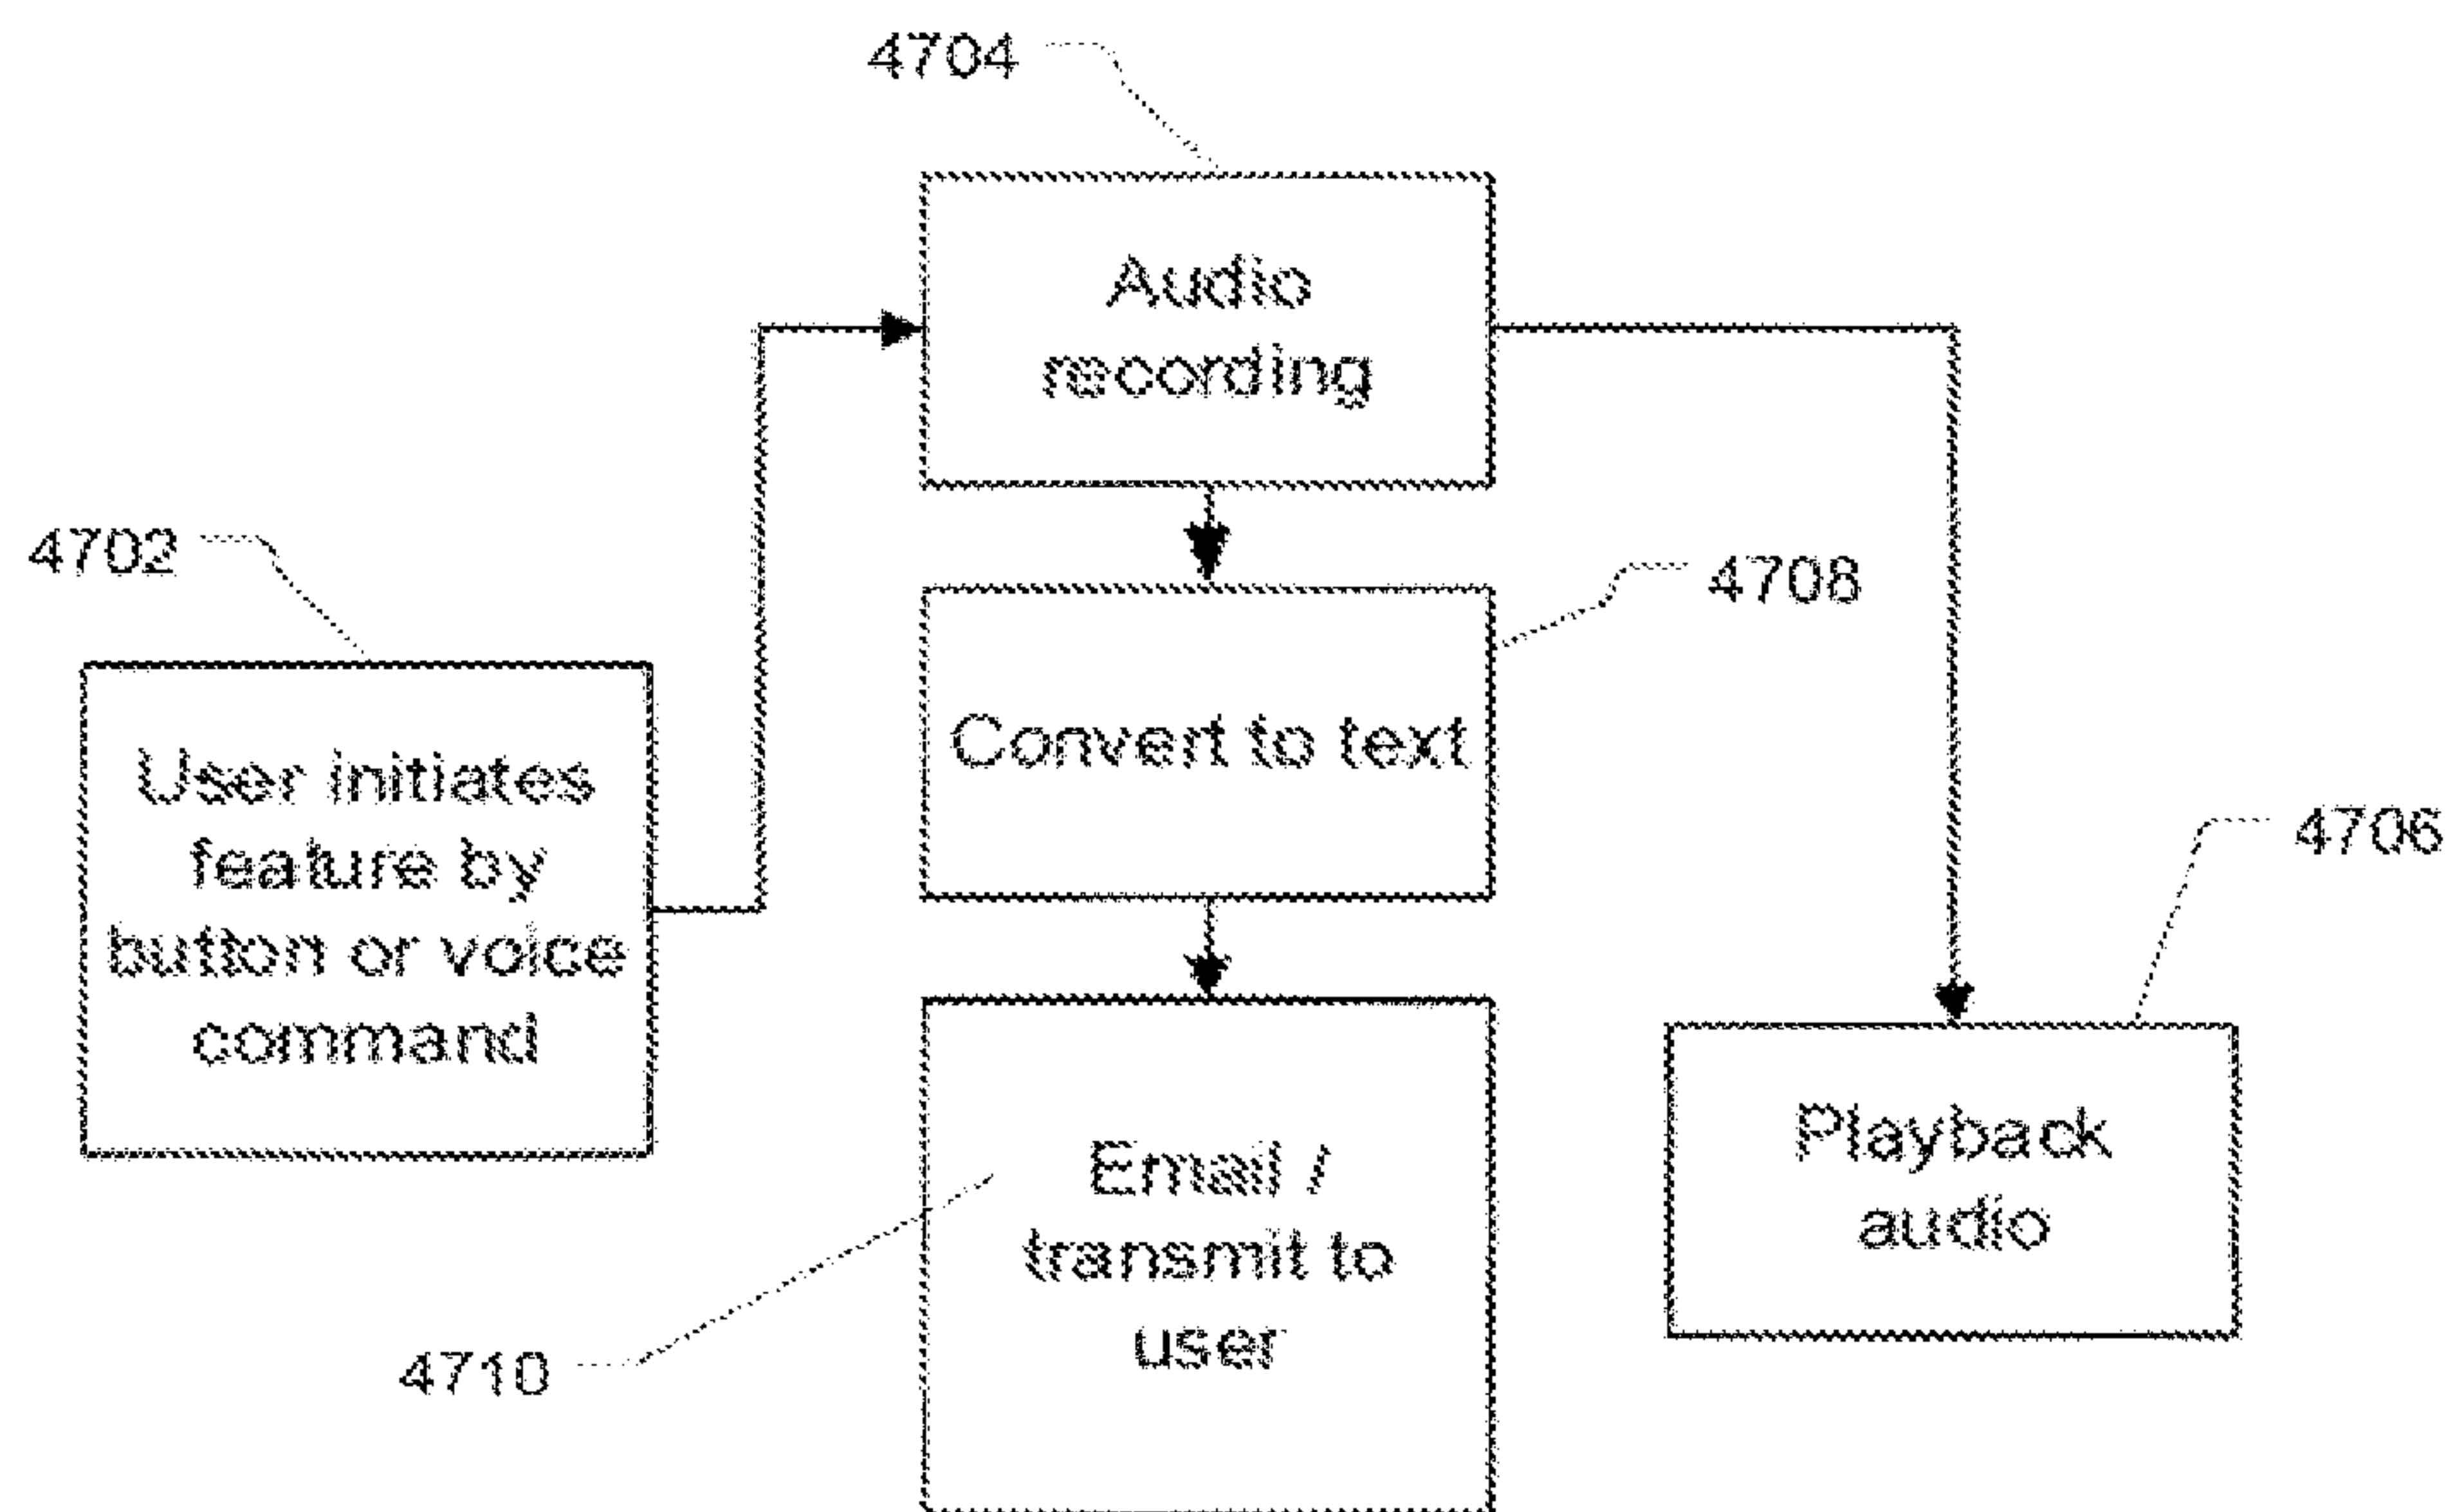 4704
Audio
recording
4702
4708
User initiates
feature by
button or voice
command
Convert to text
4706
Email /
transmit to
user
Playback
audio
4710